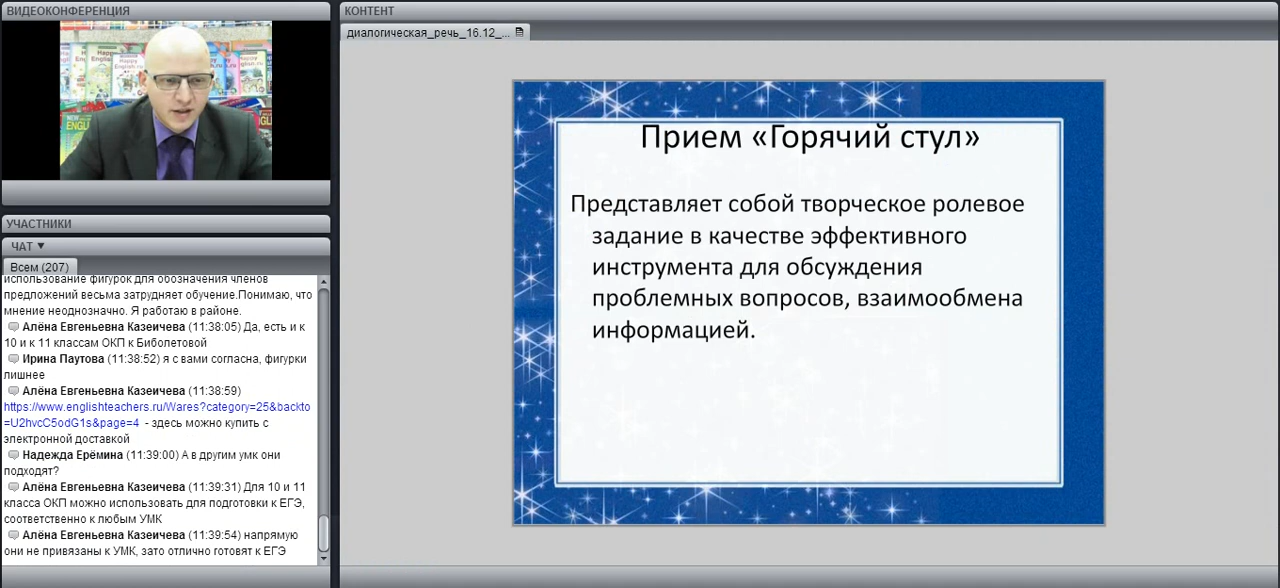 ВИДЕОКОНФЕРЕНЦИЯ
Happy English.ru
УЧАСТНИКИ
ЧАТ ▼
Всем (207)
использование фигурок для обозначения членов
предложений весьма затрудняет обучение.Понимаю, что
мнение неоднозначно. Я работаю в районе.
Алёна Евгеньевна Казеичева (11:38:05) Да, есть и к
10 и к 11 классам ОКП к Биболетовой
Ирина Паутова (11:38:52) я с вами согласна, фигурки
лишнее
Алёна Евгеньевна Казеичева (11:38:59)
https://www.englishteachers.ru/Wares?category=25&backto
=U2hvcC5odG1s&page=4 - здесь можно купить с
электронной доставкой
Надежда Ерёмина (11:39:00) А в другим умк они
подходят?
Алёна Евгеньевна Казеичева (11:39:31) Для 10 и 11
класса ОКП можно использовать для подготовки к ЕГЭ,
соответственно к любым УМК
Алёна Евгеньевна Казеичева (11:39:54) напрямую
они не привязаны к УМК, зато отлично готовят к ЕГЭ
КОНТЕНТ
диалогическая_речь_16.12_...
Прием «Горячий стул»
Представляет собой творческое ролевое
задание в качестве эффективного
инструмента для обсуждения
проблемных вопросов, взаимообмена
информацией.